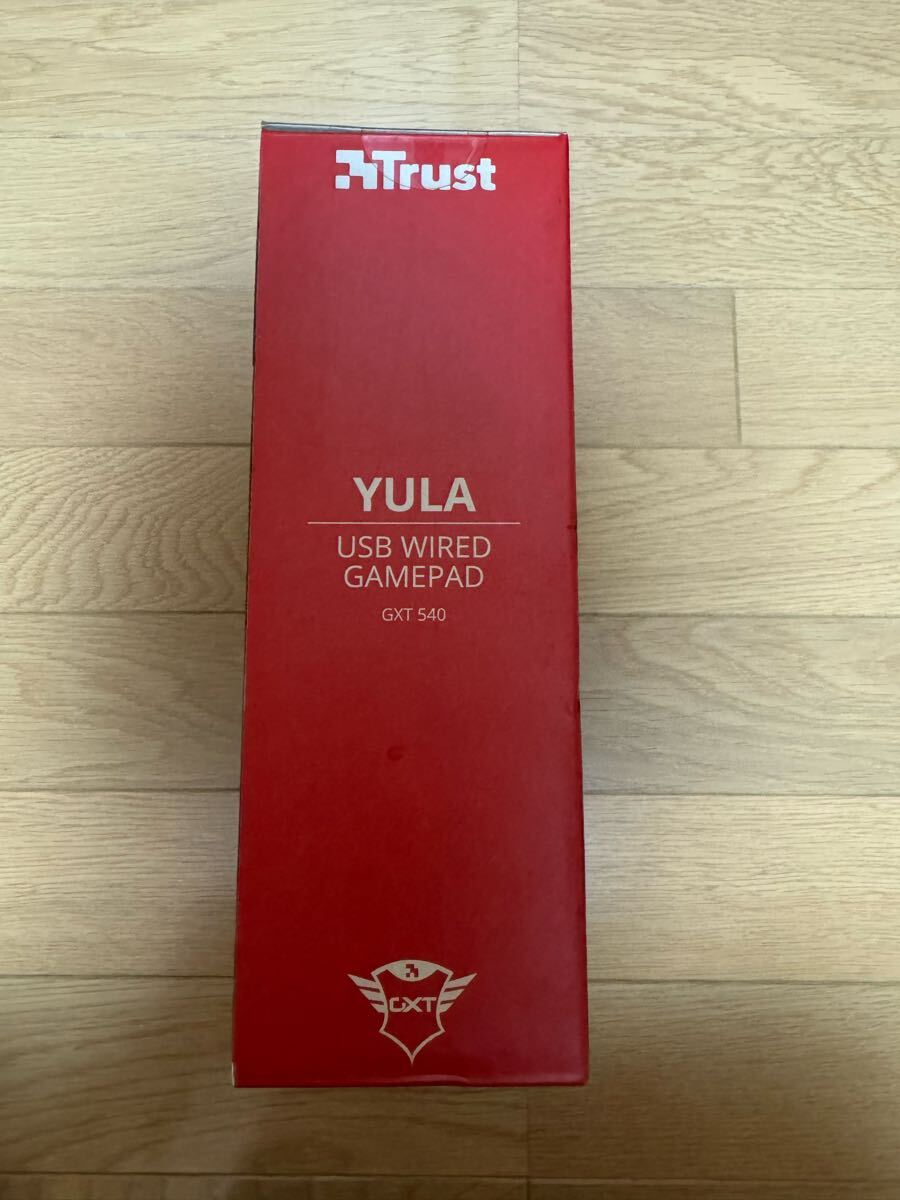 Trust
YULA
USB WIRED
GAMEPAD
GXT 540
GXT